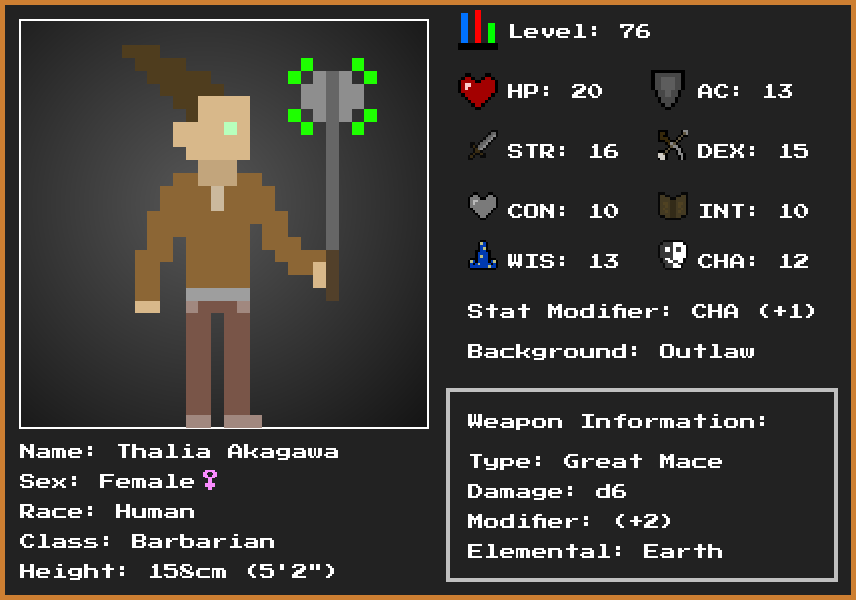 Level: 76
HP: 20
AC: 13
STR: 16
DEX: 15
CON: 10
INT: 10
WIS: 13
CHA: 12
Stat Modifier: CHA (+1)
Background: Outlaw
Weapon Information:
Type: Great Mace
Damage: d6
Modifier: (+2)
Elemental: Earth
Name: Thalia Akagawa
Sex: Female♀
Race: Human
Class: Barbarian
Height: 158cm (5'2")